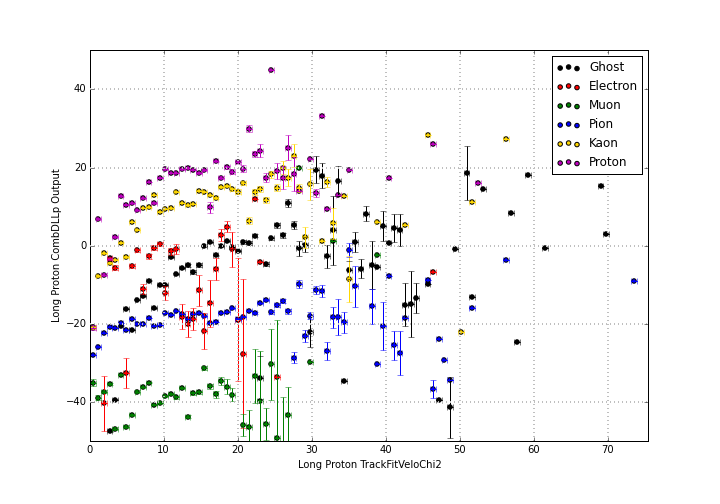 40
20
0
−20
−40
0
10
20
30
40
50
60
70
Long Proton CombDLLp Output
Long Proton TrackFitVeloChi2
Ghost
Electron
Muon
Pion
Kaon
Proton